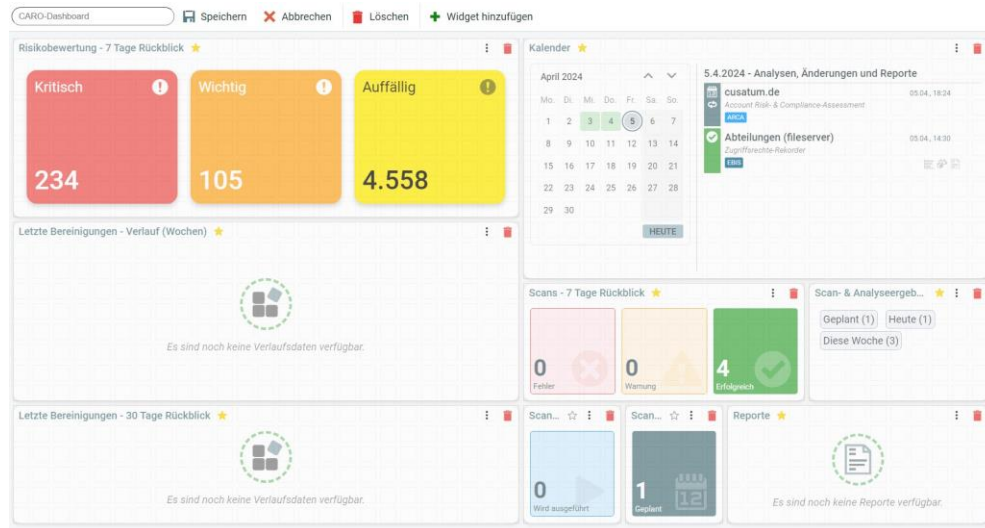 CARO-Dashboard
Speichern
Abbrechen
Löschen
Widget hinzufügen
Risikobewertung - 7 Tage Rückblick
Kritisch
234
Wichtig
105
Auffällig
4.558
Kalender
April 2024
Mo. Di. Mi. Do. Fr. Sa. So.
1 2 3 4 5 6 7
8 9 10 11 12 13 14
15 16 17 18 19 20 21
22 23 24 25 26 27 28
29 30
HEUTE
5.4.2024 - Analysen, Änderungen und Reporte
cusatum.de
05.04., 18:24
Account Risk- & Compliance-Assessment
ARCA
Abteilungen (fileserver)
05.04., 14:30
Zugriffsrechte-Rekorder
EBIS
Letzte Bereinigungen - Verlauf (Wochen)
Es sind noch keine Verlaufsdaten verfügbar.
Scans - 7 Tage Rückblick
0
Fehler
0
Warnung
4
Erfolgreich
Scan- & Analyseergeb...
Geplant (1)
Heute (1)
Diese Woche (3)
Letzte Bereinigungen - 30 Tage Rückblick
Es sind noch keine Verlaufsdaten verfügbar.
Scan...
0
Wird ausgeführt
Scan...
1
Geplant
12
Reporte
Es sind noch keine Reporte verfügbar.